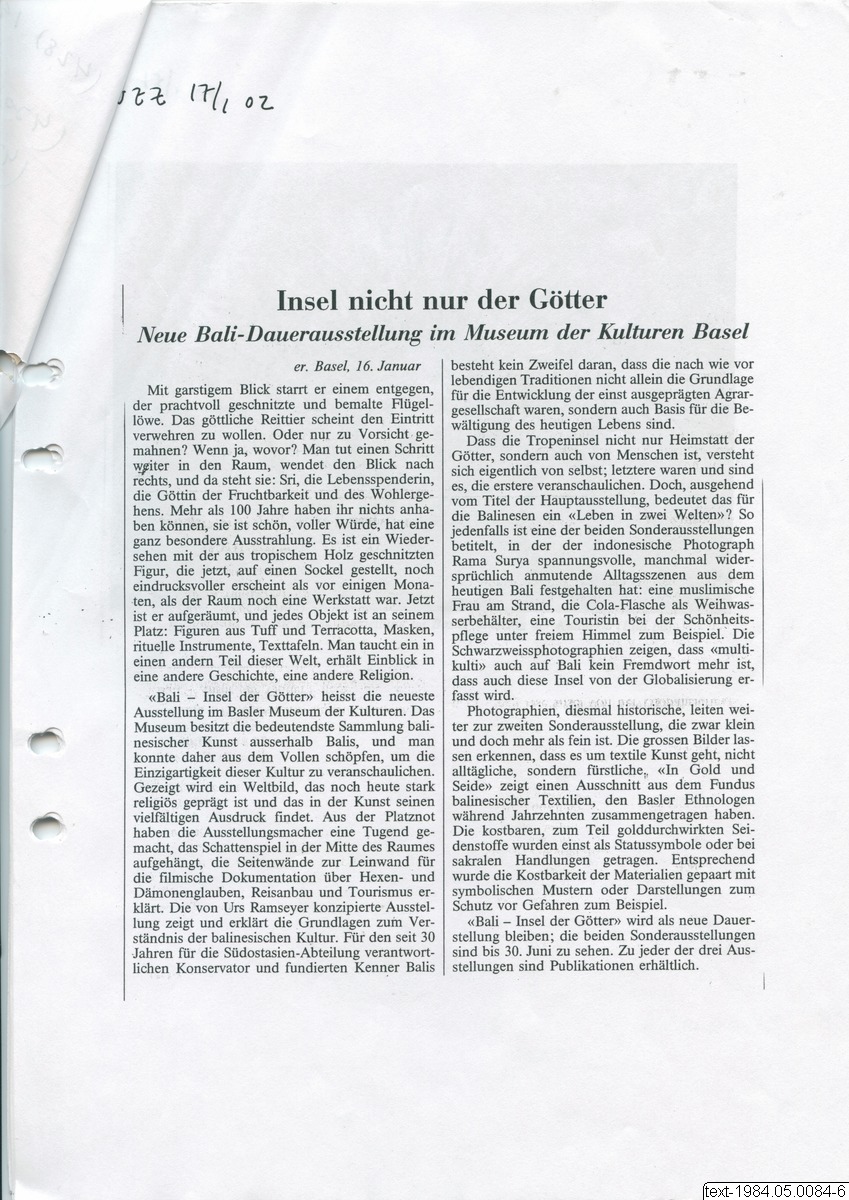 NZZ 17/1 02
Insel nicht nur der Götter
Neue Bali-Dauerausstellung im Museum der Kulturen Basel
er. Basel, 16. Januar
Mit garstigem Blick starrt er einem entgegen,
der prachtvoll geschnitzte und bemalte Flügel-
löwe. Das göttliche Reittier scheint den Eintritt
verwehren zu wollen. Oder nur zu Vorsicht ge-
mahnen? Wenn ja, wovor? Man tut einen Schritt
weiter in den Raum, wendet den Blick nach
rechts, und da steht sie: Sri, die Lebensspenderin,
die Göttin der Fruchtbarkeit und des Wohlerge-
hens. Mehr als 100 Jahre haben ihr nichts anha-
ben können, sie ist schön, voller Würde, hat eine
ganz besondere Ausstrahlung. Es ist ein Wieder-
sehen mit der aus tropischem Holz geschnitzten
Figur, die jetzt, auf einen Sockel gestellt, noch
eindrucksvoller erscheint als vor einigen Mona-
ten, als der Raum noch eine Werkstatt war. Jetzt
ist er aufgeräumt, und jedes Objekt ist an seinem
Platz: Figuren aus Tuff und Terracotta, Masken,
rituelle Instrumente, Texttafeln. Man taucht ein in
einen andern Teil dieser Welt, erhält Einblick in
eine andere Geschichte, eine andere Religion.
«Bali – Insel der Götter» heisst die neueste
Ausstellung im Basler Museum der Kulturen. Das
Museum besitzt die bedeutendste Sammlung bali-
nesischer Kunst ausserhalb Balis, und man
konnte daher aus dem Vollen schöpfen, um die
Einzigartigkeit dieser Kultur zu veranschaulichen.
Gezeigt wird ein Weltbild, das noch heute stark
religiös geprägt ist und das in der Kunst seinen
vielfältigen Ausdruck findet. Aus der Platznot
haben die Ausstellungsmacher eine Tugend ge-
macht, das Schattenspiel in der Mitte des Raumes
aufgehängt, die Seitenwände zur Leinwand für
die filmische Dokumentation über Hexen- und
Dämonenglauben, Reisanbau und Tourismus er-
klärt. Die von Urs Ramseyer konzipierte Ausstel-
lung zeigt und erklärt die Grundlagen zum Ver-
ständnis der balinesischen Kultur. Für den seit 30
Jahren für die Südostasien-Abteilung verantwort-
lichen Konservator und fundierten Kenner Balis
besteht kein Zweifel daran, dass die nach wie vor
lebendigen Traditionen nicht allein die Grundlage
für die Entwicklung der einst ausgeprägten Agrar-
gesellschaft waren, sondern auch Basis für die Be-
wältigung des heutigen Lebens sind.
Dass die Tropeninsel nicht nur Heimstatt der
Götter, sondern auch von Menschen ist, versteht
sich eigentlich von selbst; letztere waren und sind
es, die erstere veranschaulichen. Doch, ausgehend
vom Titel der Hauptausstellung, bedeutet das für
die Balinesen ein «Leben in zwei Welten»? So
jedenfalls ist eine der beiden Sonderausstellungen
betitelt, in der der indonesische Photograph
Rama Surya spannungsvolle, manchmal wider-
sprüchlich anmutende Alltagsszenen aus dem
heutigen Bali festgehalten hat: eine muslimische
Frau am Strand, die Cola-Flasche als Weihwas-
serbehälter, eine Touristin bei der Schönheits-
pflege unter freiem Himmel zum Beispiel. Die
Schwarzweissphotographien zeigen, dass «multi-
kulti» auch auf Bali kein Fremdwort mehr ist,
dass auch diese Insel von der Globalisierung er-
fasst wird.
Photographien, diesmal historische, leiten wei-
ter zur zweiten Sonderausstellung, die zwar klein
und doch mehr als fein ist. Die grossen Bilder las-
sen erkennen, dass es um textile Kunst geht, nicht
alltägliche, sondern fürstliche. «In Gold und
Seide» zeigt einen Ausschnitt aus dem Fundus
balinesischer Textilien, den Basler Ethnologen
während Jahrzehnten zusammengetragen haben.
Die kostbaren, zum Teil golddurchwirkten Sei-
denstoffe wurden einst als Statussymbole oder bei
sakralen Handlungen getragen. Entsprechend
wurde die Kostbarkeit der Materialien gepaart mit
symbolischen Mustern oder Darstellungen zum
Schutz vor Gefahren zum Beispiel.
«Bali – Insel der Götter» wird als neue Dauer-
stellung bleiben; die beiden Sonderausstellungen
sind bis 30. Juni zu sehen. Zu jeder der drei Aus-
stellungen sind Publikationen erhältlich.
text-1984.05.0084-6